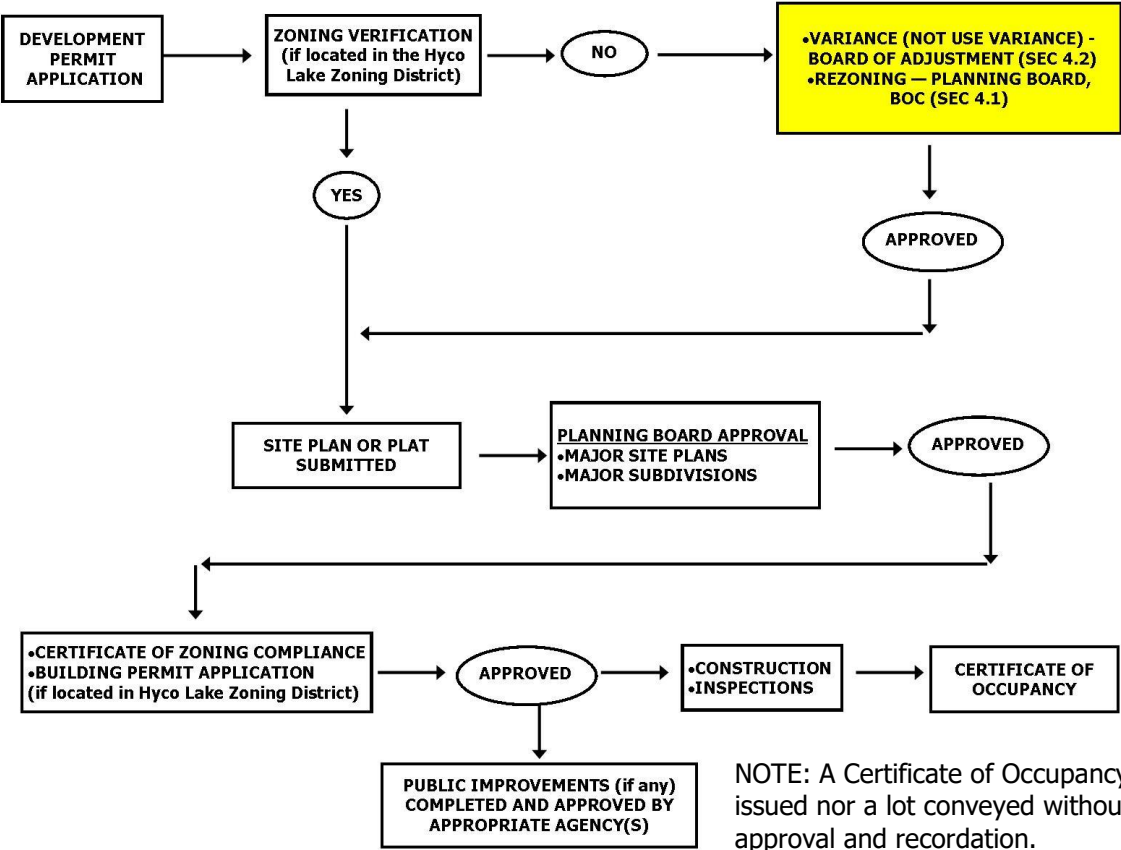 DEVELOPMENT
PERMIT
APPLICATION
ZONING VERIFICATION
(if located in the Hyco
Lake Zoning District)
NO
•VARIANCE (NOT USE VARIANCE) -
BOARD OF ADJUSTMENT (SEC 4.2)
•REZONING — PLANNING BOARD,
BOC (SEC 4.1)
YES
APPROVED
SITE PLAN OR PLAT
SUBMITTED
PLANNING BOARD APPROVAL
•MAJOR SITE PLANS
•MAJOR SUBDIVISIONS
APPROVED
•CERTIFICATE OF ZONING COMPLIANCE
•BUILDING PERMIT APPLICATION
(if located in Hyco Lake Zoning District)
APPROVED
•CONSTRUCTION
•INSPECTIONS
CERTIFICATE OF
OCCUPANCY
PUBLIC IMPROVEMENTS (if any)
COMPLETED AND APPROVED BY
APPROPRIATE AGENCY(S)
NOTE: A Certificate of Occupancy
issued nor a lot conveyed withou
approval and recordation.